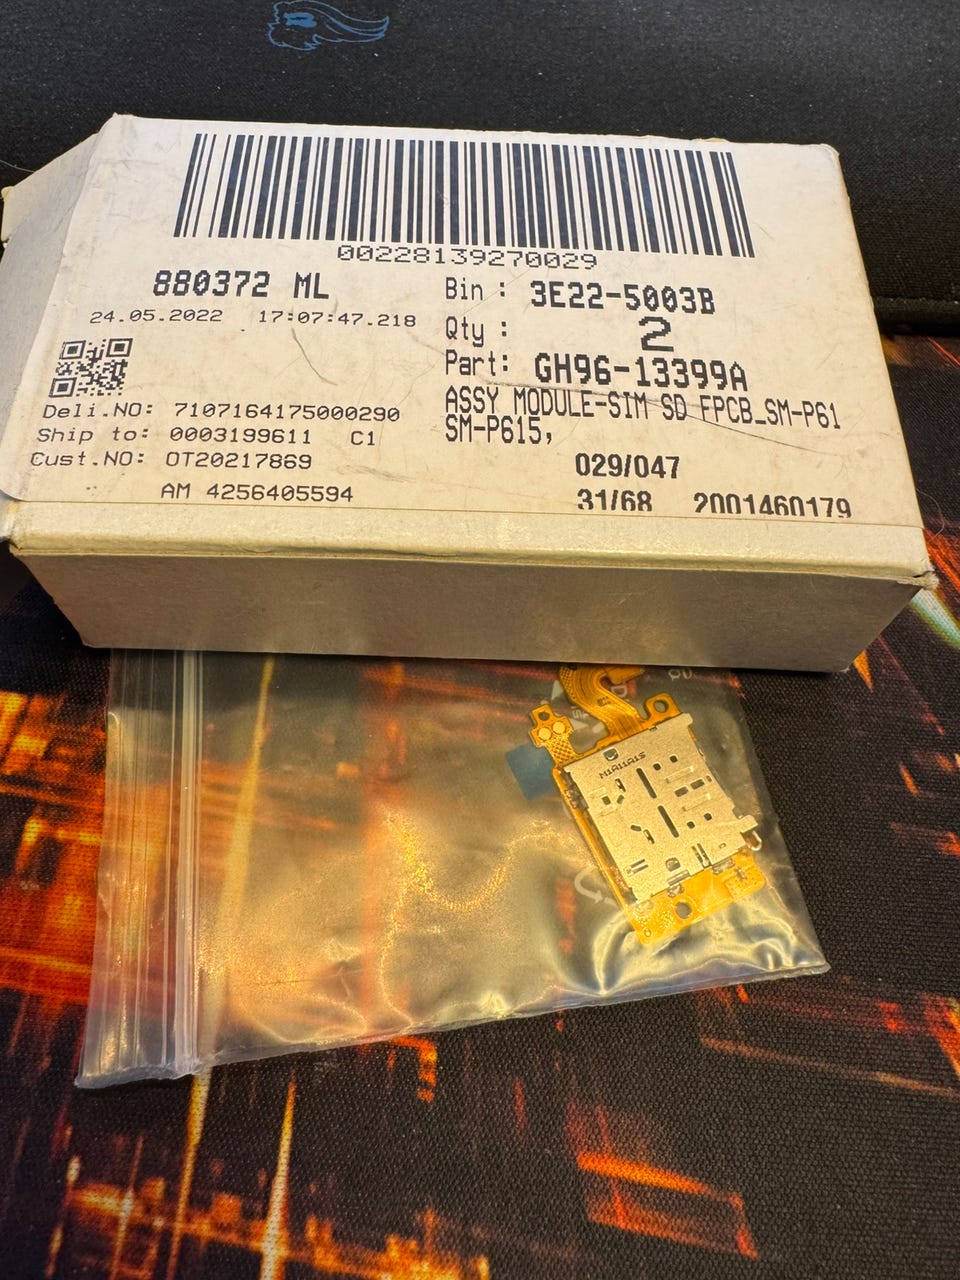 00228139270029
880372 ML
24.05.2022 17:07:47.218
Bin : 3E22-5003B
Qty : 2
Part: GH96-13399A
ASSY MODULE-SIM SD FPCB_SM-P61
SM-P615,
Deli.NO: 7107164175000290
Ship to: 0003199611 C1
Cust.NO: OT20217869
AM 4256405594
029/047
31/68 2001460179